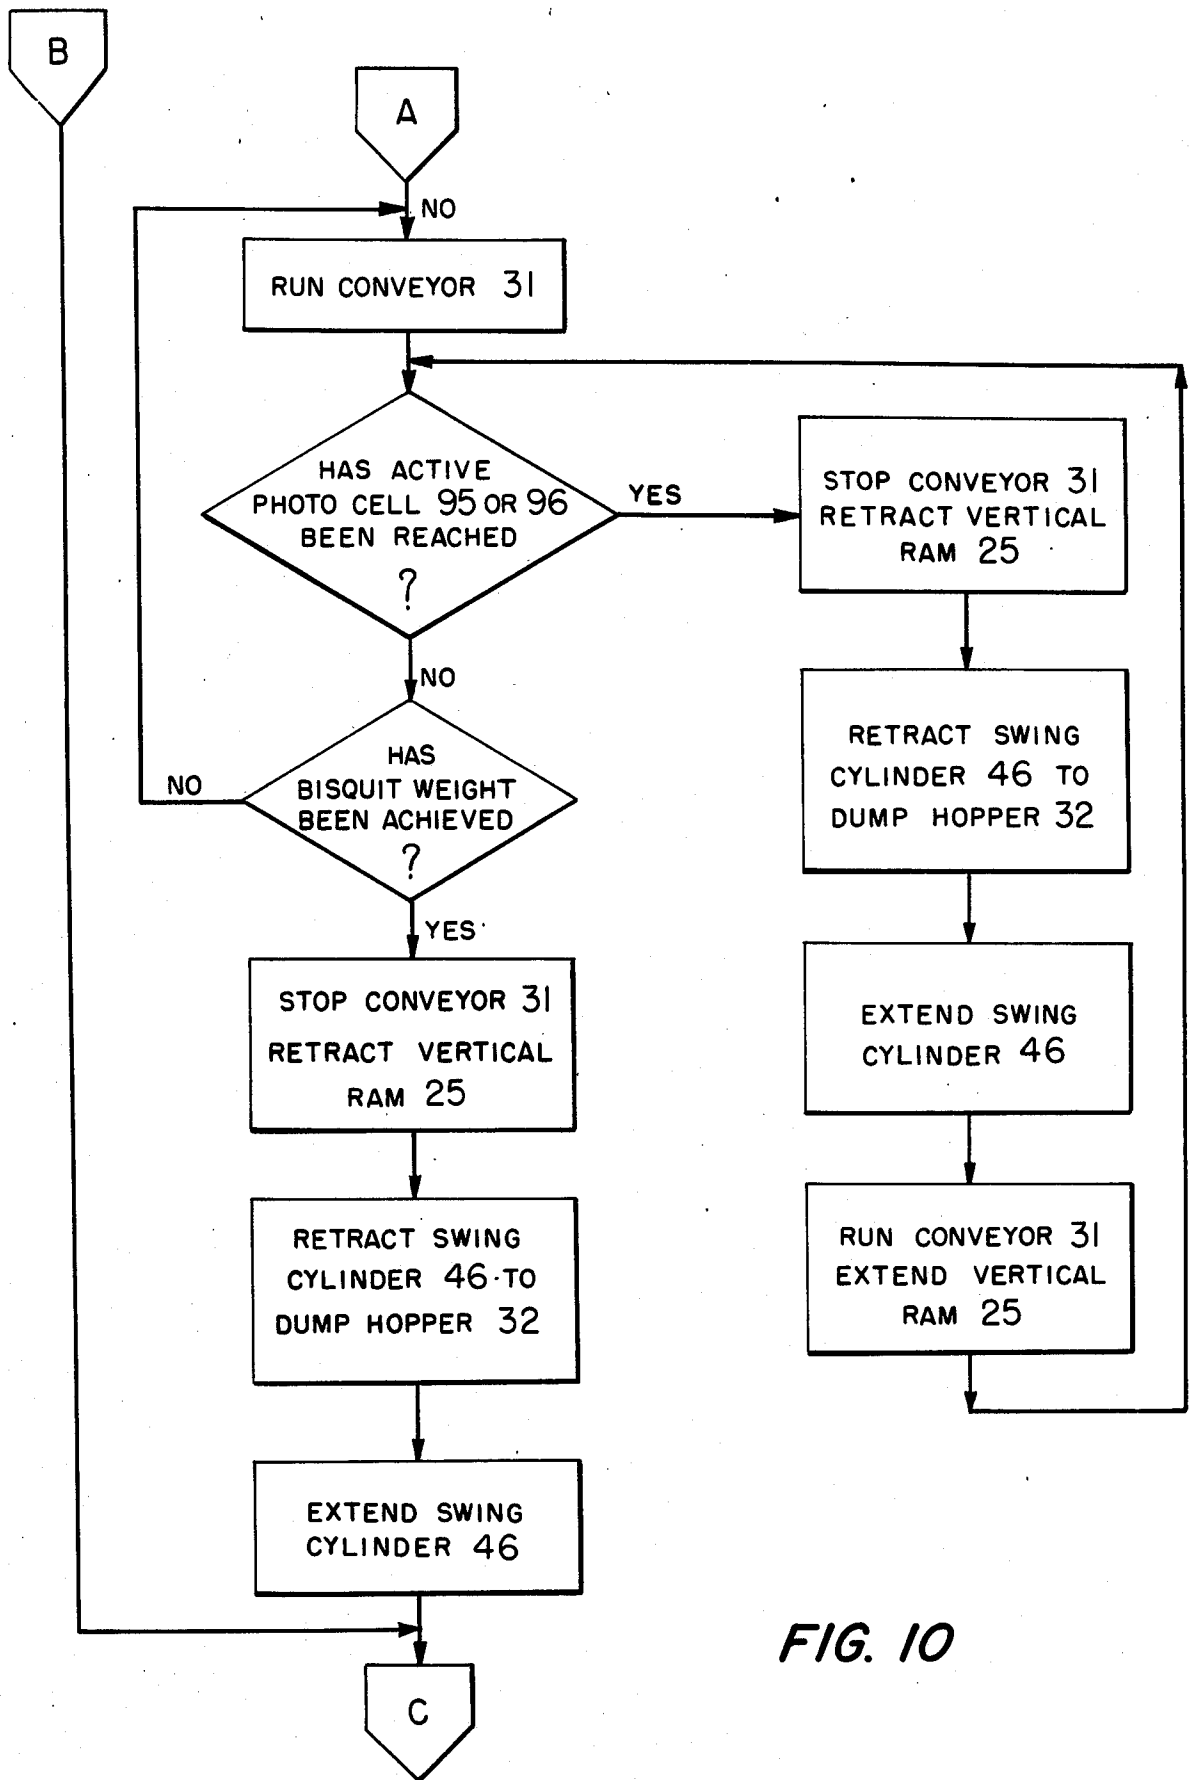 B
A
NO
RUN CONVEYOR 31
HAS ACTIVE
PHOTO CELL 95 OR 96
BEEN REACHED
?
YES
NO
HAS
BISQUIT WEIGHT
BEEN ACHIEVED
?
NO
YES
STOP CONVEYOR 31
RETRACT VERTICAL
RAM 25
RETRACT SWING
CYLINDER 46 TO
DUMP HOPPER 32
EXTEND SWING
CYLINDER 46
STOP CONVEYOR 31
RETRACT VERTICAL
RAM 25
RETRACT SWING
CYLINDER 46 TO
DUMP HOPPER 32
EXTEND SWING
CYLINDER 46
RUN CONVEYOR 31
EXTEND VERTICAL
RAM 25
C
FIG. 10